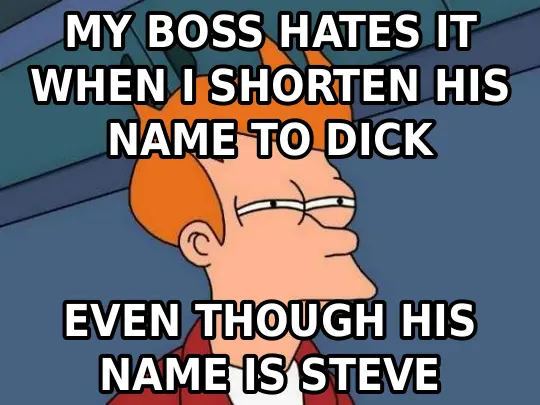 MY BOSS HATES IT
WHEN I SHORTEN HIS
NAME TO DICK
EVEN THOUGH HIS
NAME IS STEVE